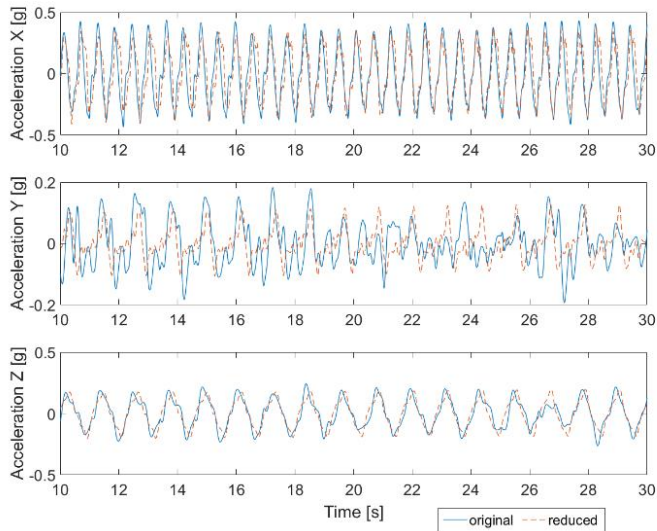 Acceleration X [g]
0.5
0
-0.5
10 12 14 16 18 20 22 24 26 28 30
Acceleration Y [g]
0.2
0
-0.2
10 12 14 16 18 20 22 24 26 28 30
Acceleration Z [g]
0.5
0
-0.5
10 12 14 16 18 20 22 24 26 28 30
Time [s]
original reduced